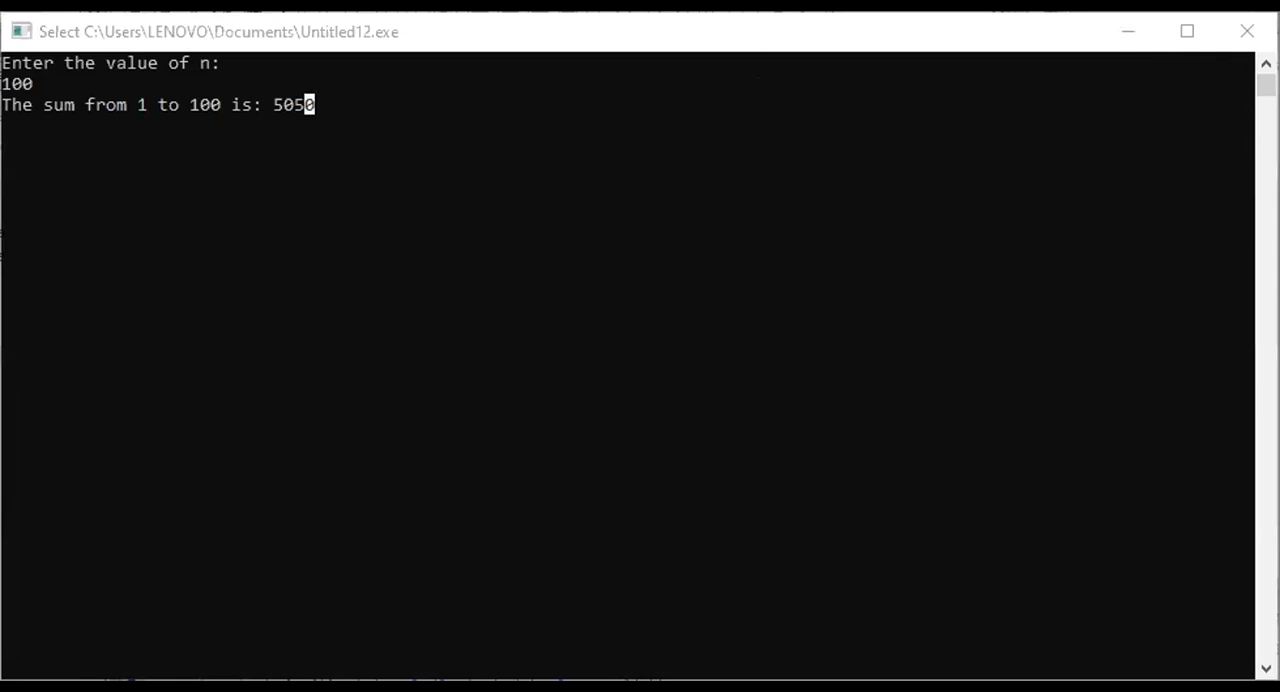 Select C:\Users\LENOVO\Documents\Untitled12.exe
Enter the value of n:
100
The sum from 1 to 100 is: 5050